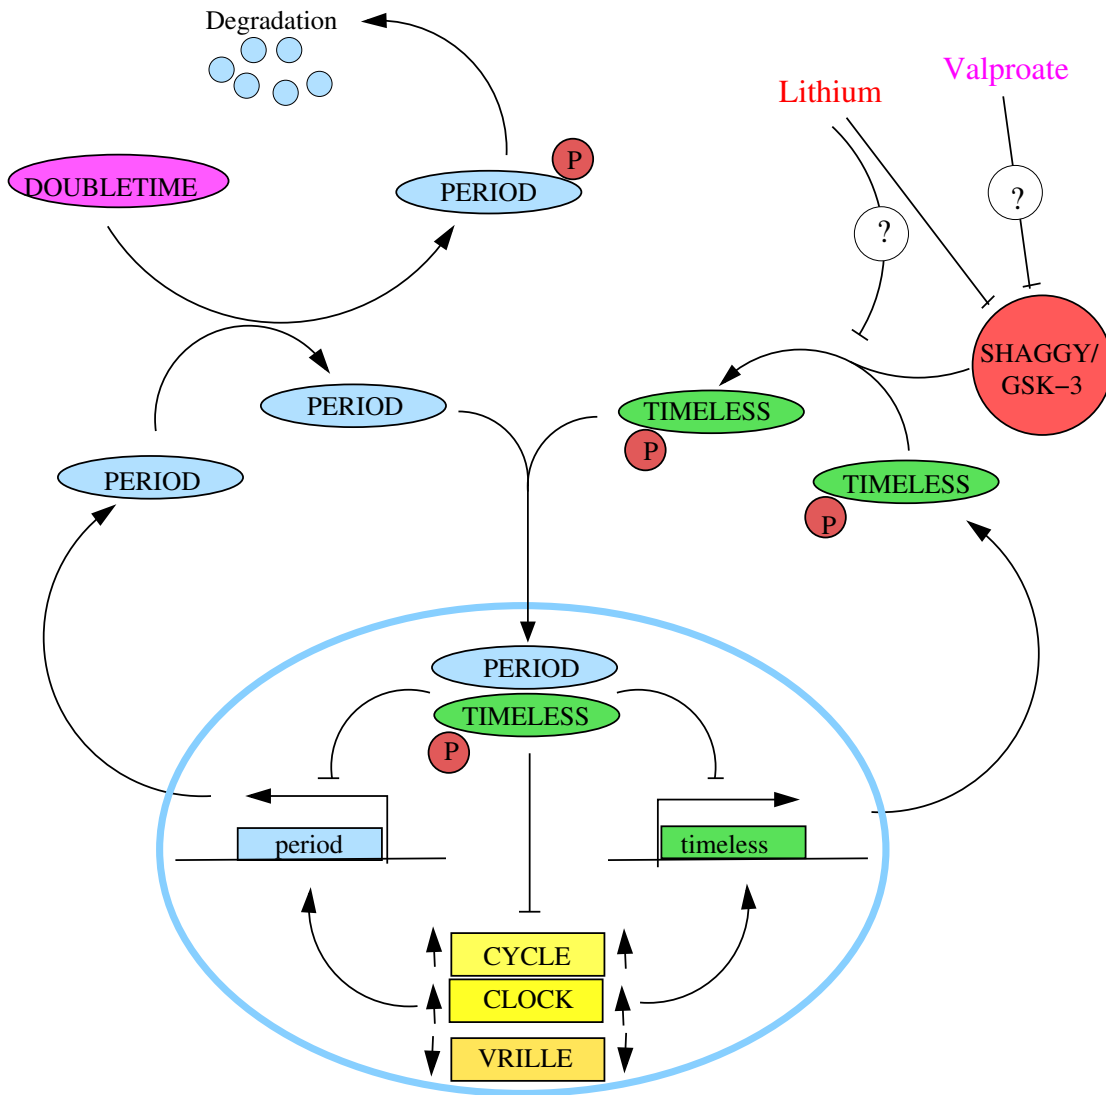 Degradation
Valproate
Lithium
P
DOUBLETIME
PERIOD
?
?
SHAGGY/
GSK−3
PERIOD
TIMELESS
P
PERIOD
TIMELESS
P
PERIOD
TIMELESS
P
period
timeless
CYCLE
CLOCK
VRILLE